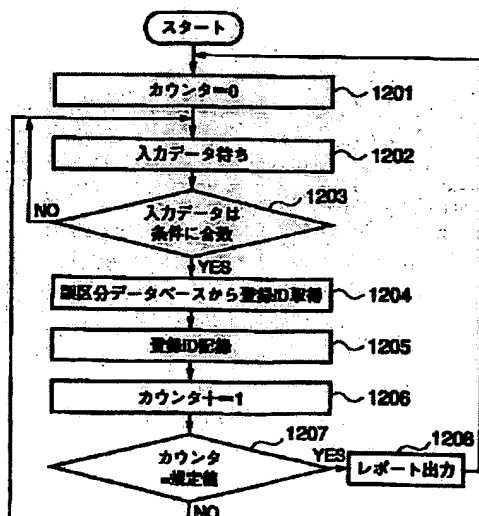 スタート
カウンタ=0
1201
入力データ待ち
1202
1203
入力データは
条件に合致
NO
YES
誤区分データベースから登録ID取得
1204
登録ID記録
1205
カウンタ+=1
1206
1207
カウンタ
=規定値
YES
1208
レポート出力
NO